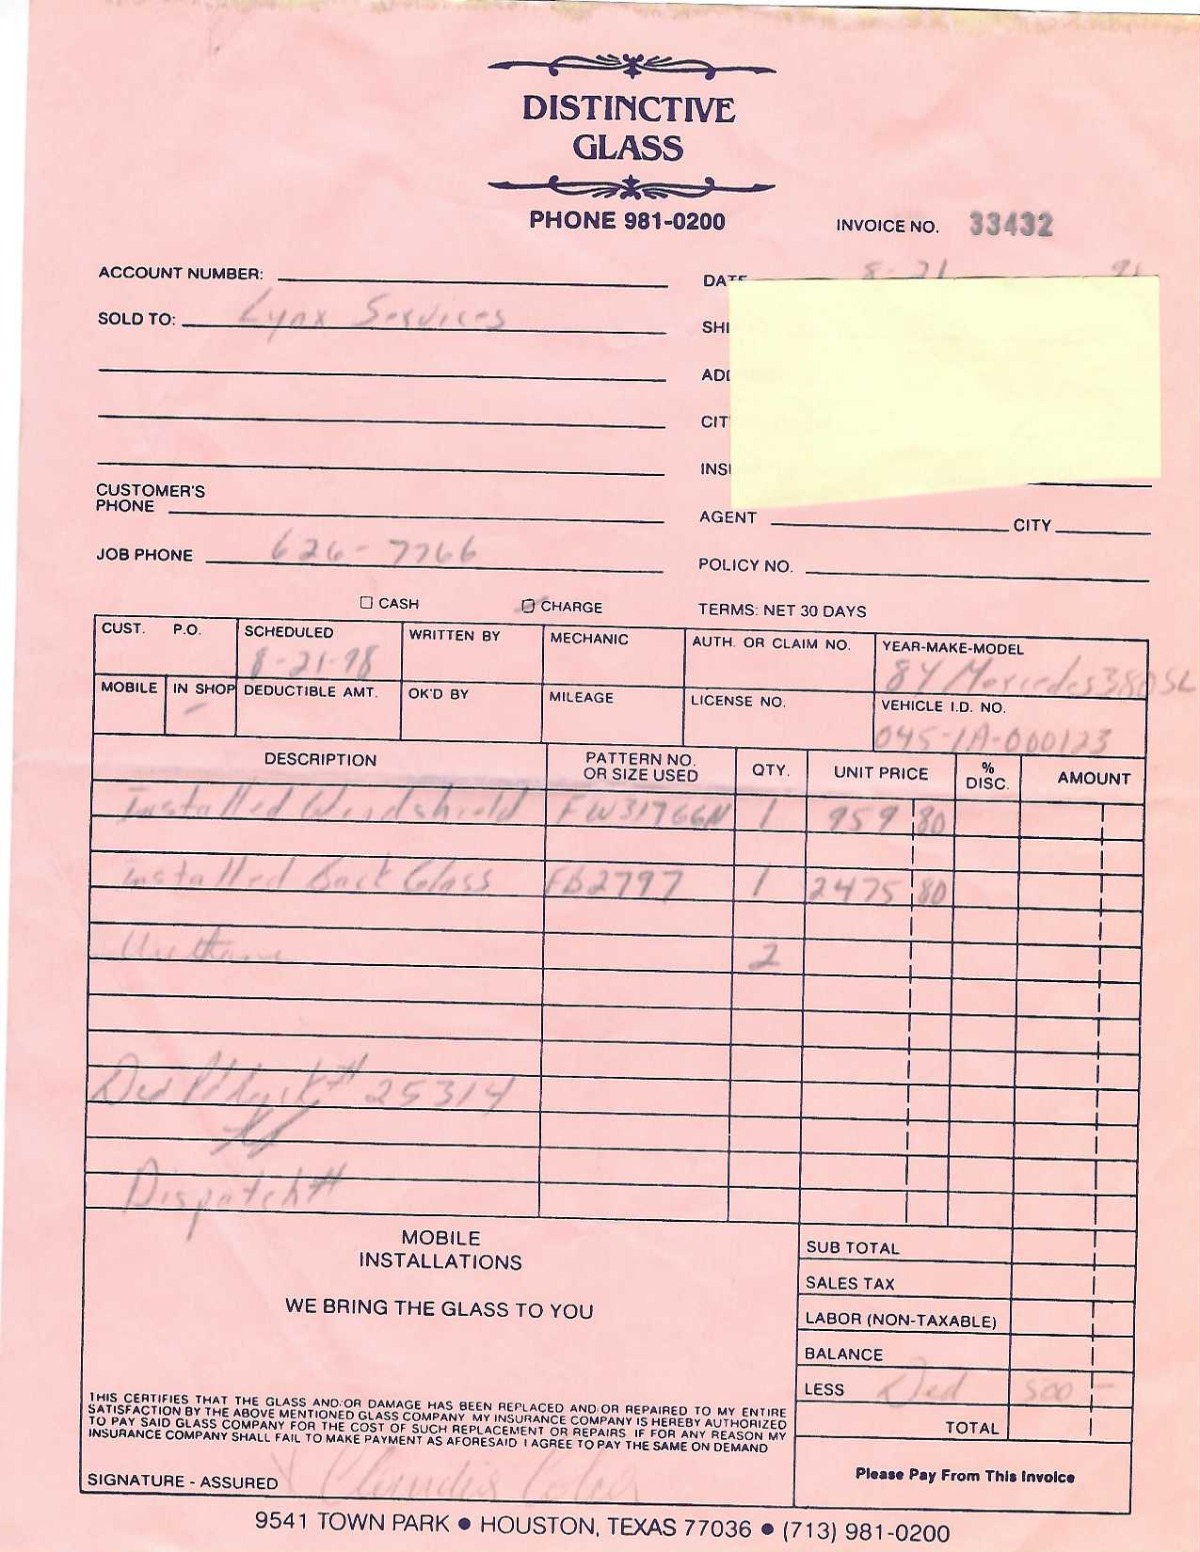 DISTINCTIVE
GLASS
PHONE 981-0200
INVOICE NO. 33432
ACCOUNT NUMBER:
DATE 8-21
SOLD TO: Lynx Services
SHI
ADD
CIT
INS
CUSTOMER'S
PHONE
AGENT CITY
JOB PHONE 626-7766
POLICY NO.
CASH CHARGE TERMS: NET 30 DAYS
CUST. P.O. SCHEDULED WRITTEN BY MECHANIC AUTH. OR CLAIM NO. YEAR-MAKE-MODEL
8-21-98 84 Mercedes 380SL
MOBILE IN SHOP DEDUCTIBLE AMT. OK'D BY MILEAGE LICENSE NO. VEHICLE I.D. NO.
045-1A-000123
DESCRIPTION PATTERN NO. OR SIZE USED QTY. UNIT PRICE % DISC. AMOUNT
Installed Windshield FW31766N 1 959 80
Installed Back Glass FB2797 1 2475 80
Urethane 2
Ded # 25314
Dispatch #
MOBILE
INSTALLATIONS
WE BRING THE GLASS TO YOU
SUB TOTAL
SALES TAX
LABOR (NON-TAXABLE)
BALANCE
LESS Ded 500 -
TOTAL
THIS CERTIFIES THAT THE GLASS AND/OR DAMAGE HAS BEEN REPLACED AND/OR REPAIRED TO MY ENTIRE
SATISFACTION BY THE ABOVE MENTIONED GLASS COMPANY MY INSURANCE COMPANY IS HEREBY AUTHORIZED
TO PAY SAID GLASS COMPANY FOR THE COST OF SUCH REPLACEMENT OR REPAIRS IF FOR ANY REASON MY
INSURANCE COMPANY SHALL FAIL TO MAKE PAYMENT AS AFORESAID I AGREE TO PAY THE SAME ON DEMAND
Please Pay From This Invoice
SIGNATURE - ASSURED X Claudia
9541 TOWN PARK • HOUSTON, TEXAS 77036 • (713) 981-0200